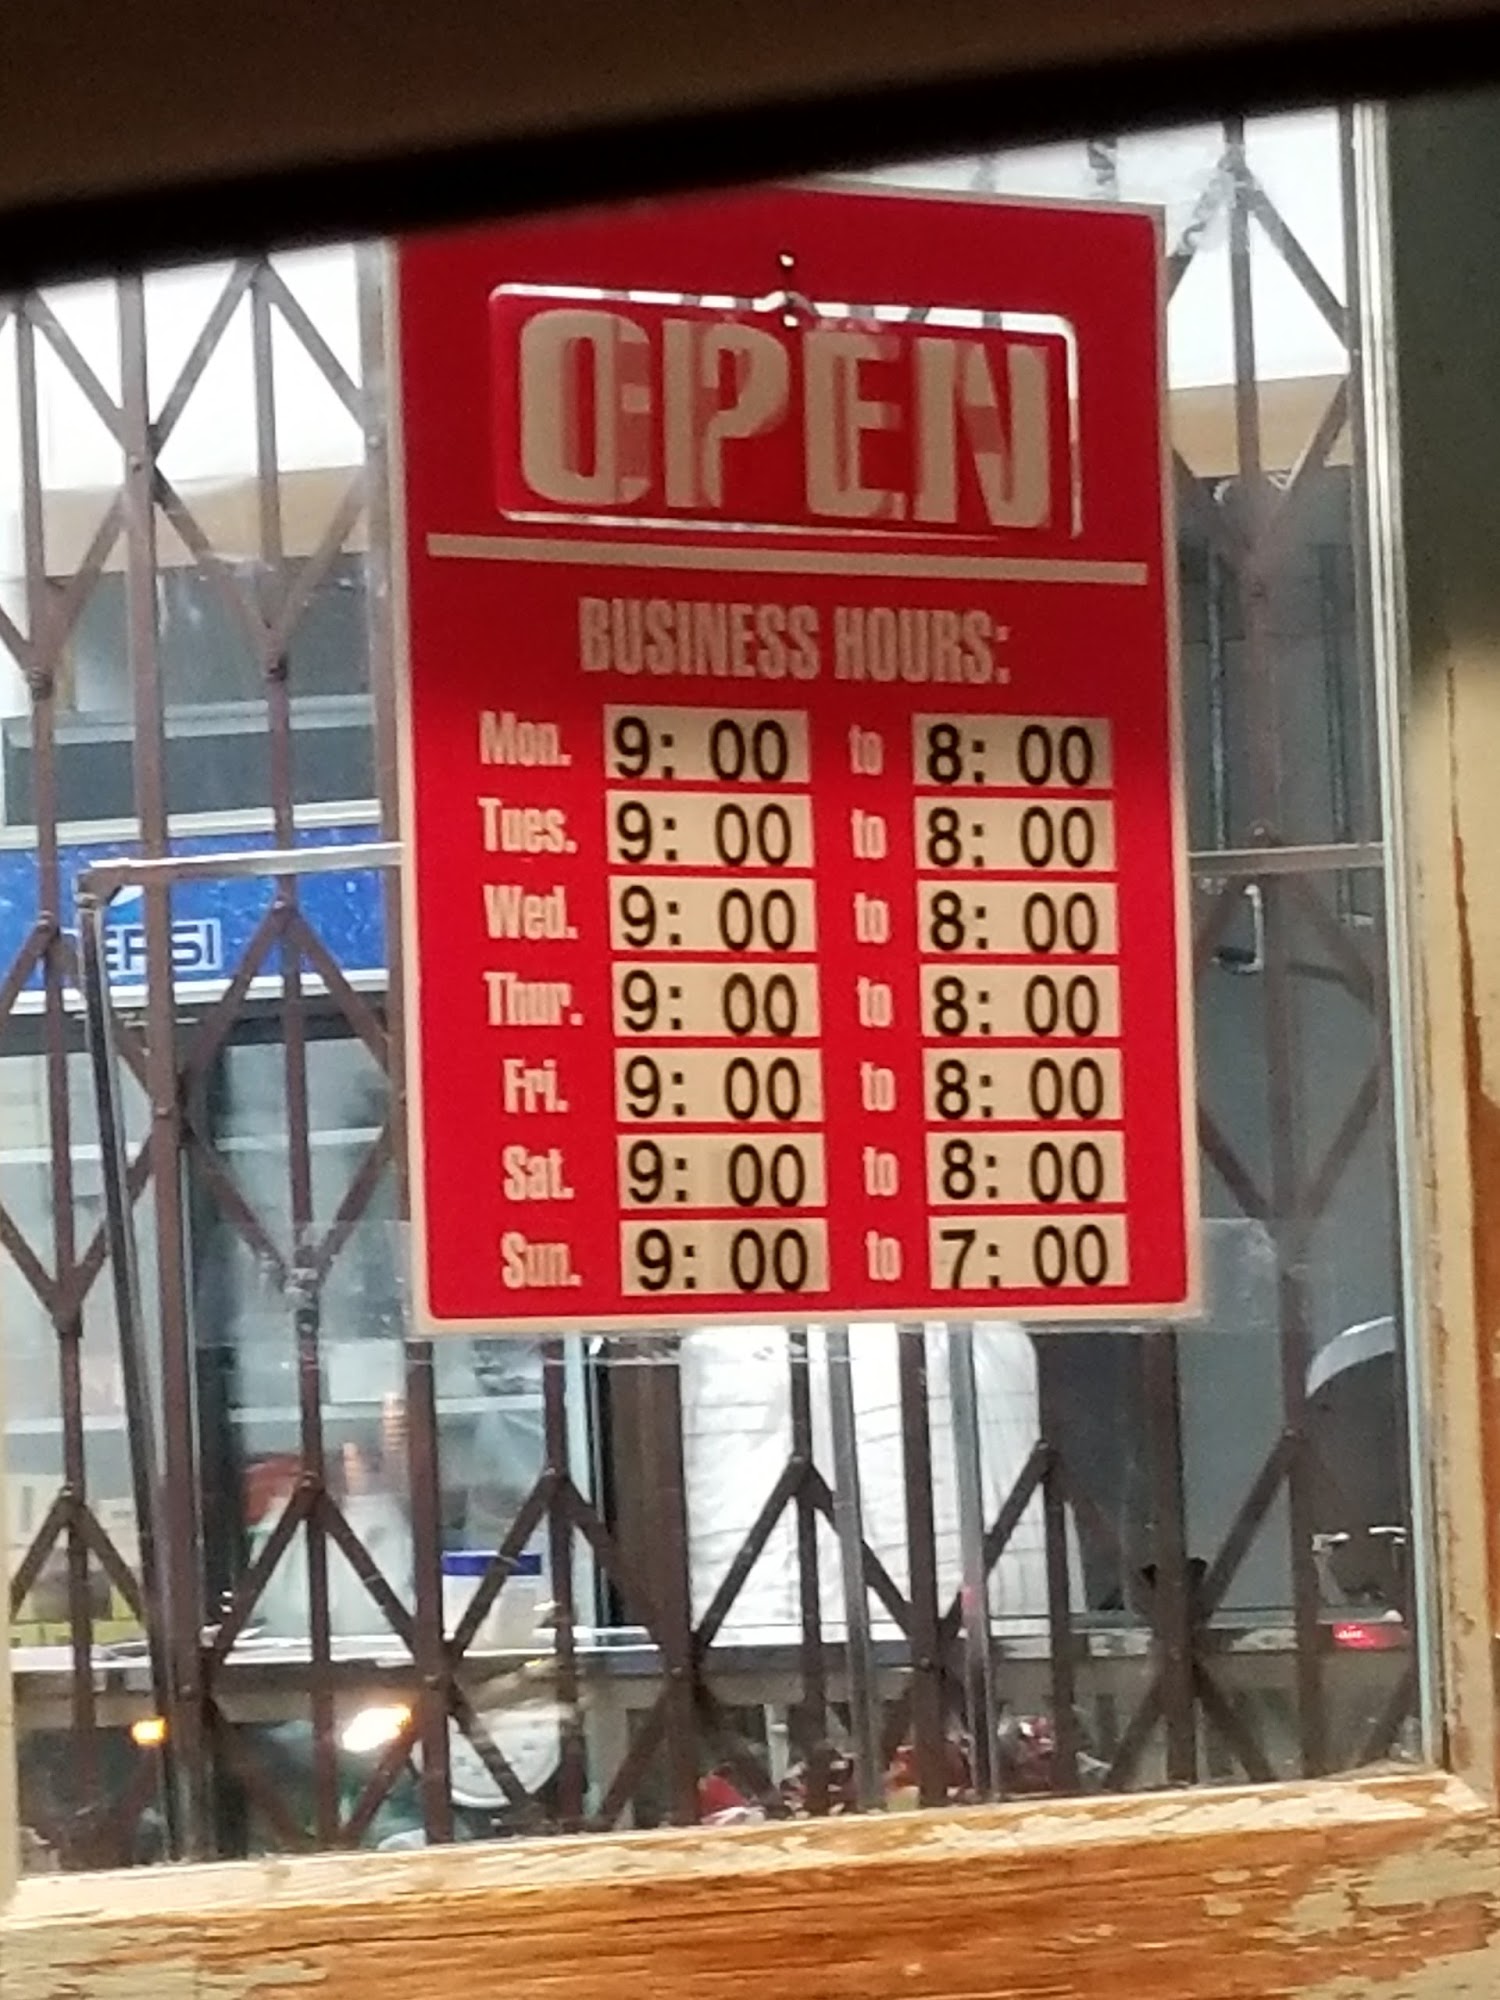 OPEN
BUSINESS HOURS:
Mon. 9: 00 to 8: 00
Tues. 9: 00 to 8: 00
Wed. 9: 00 to 8: 00
Thur. 9: 00 to 8: 00
Fri. 9: 00 to 8: 00
Sat. 9: 00 to 8: 00
Sun. 9: 00 to 7: 00
PEPSI